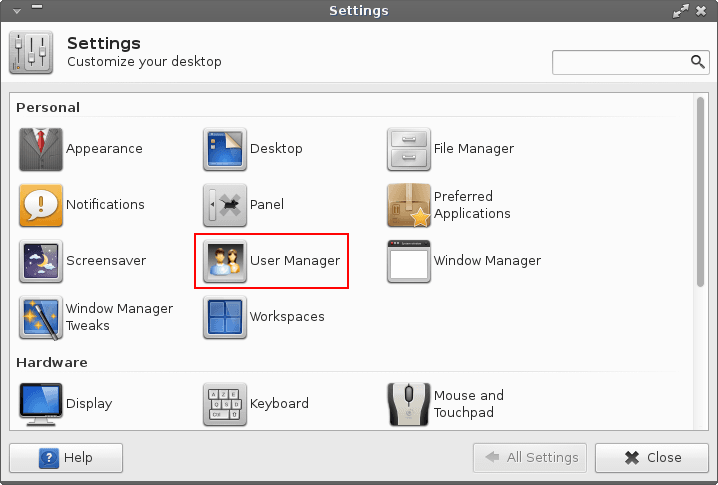 Settings
Settings
Customize your desktop
Personal
Appearance
Desktop
File Manager
Notifications
Panel
Preferred
Applications
Screensaver
User Manager
Window Manager
Window Manager
Tweaks
Workspaces
Hardware
Display
A Z E
Q S D
Ctrl
Keyboard
Mouse and
Touchpad
? Help
All Settings
Close